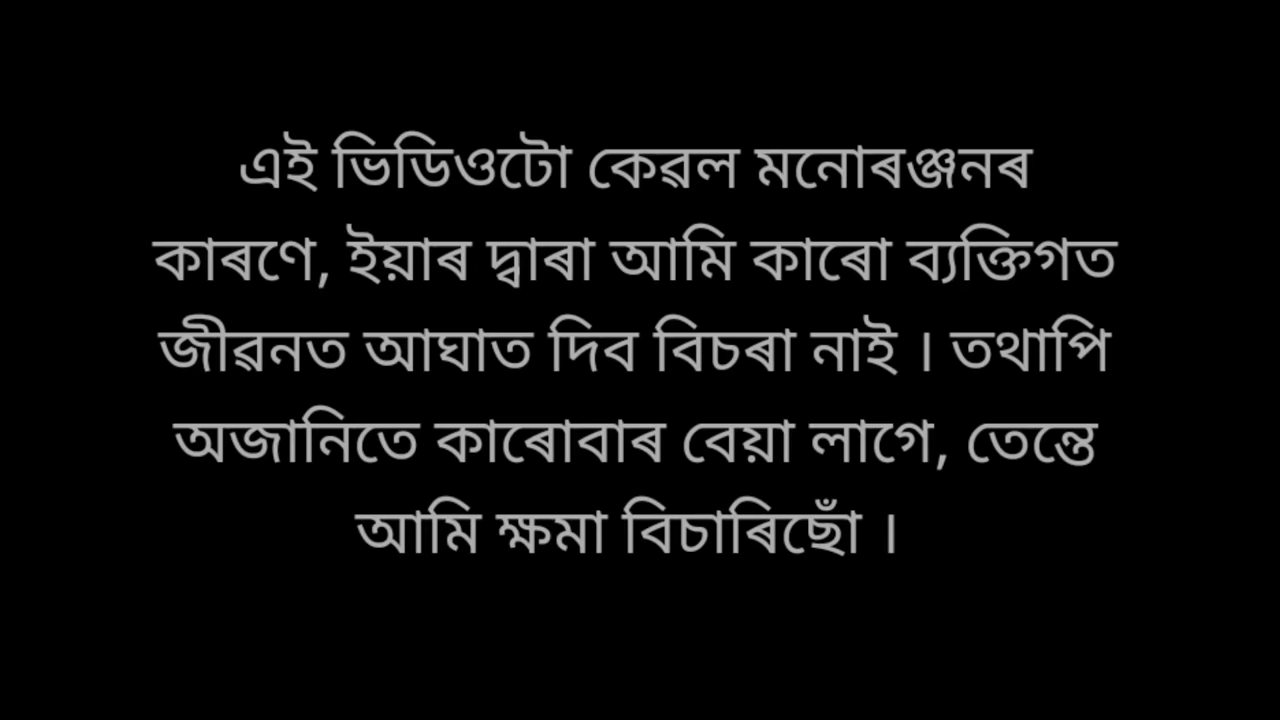 এই ভিডিওটো কেৱল মনোৰঞ্জনৰ
কাৰণে, ইয়াৰ দ্বাৰা আমি কাৰো ব্যক্তিগত
জীৱনত আঘাত দিব বিচৰা নাই । তথাপি
অজানিতে কাৰোবাৰ বেয়া লাগে, তেন্তে
আমি ক্ষমা বিচাৰিছোঁ ।